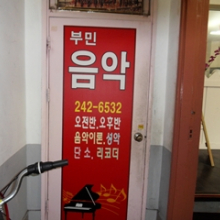 부민
음악
242-6532
오전반, 오후반
음악이론, 성악
단소, 리코더